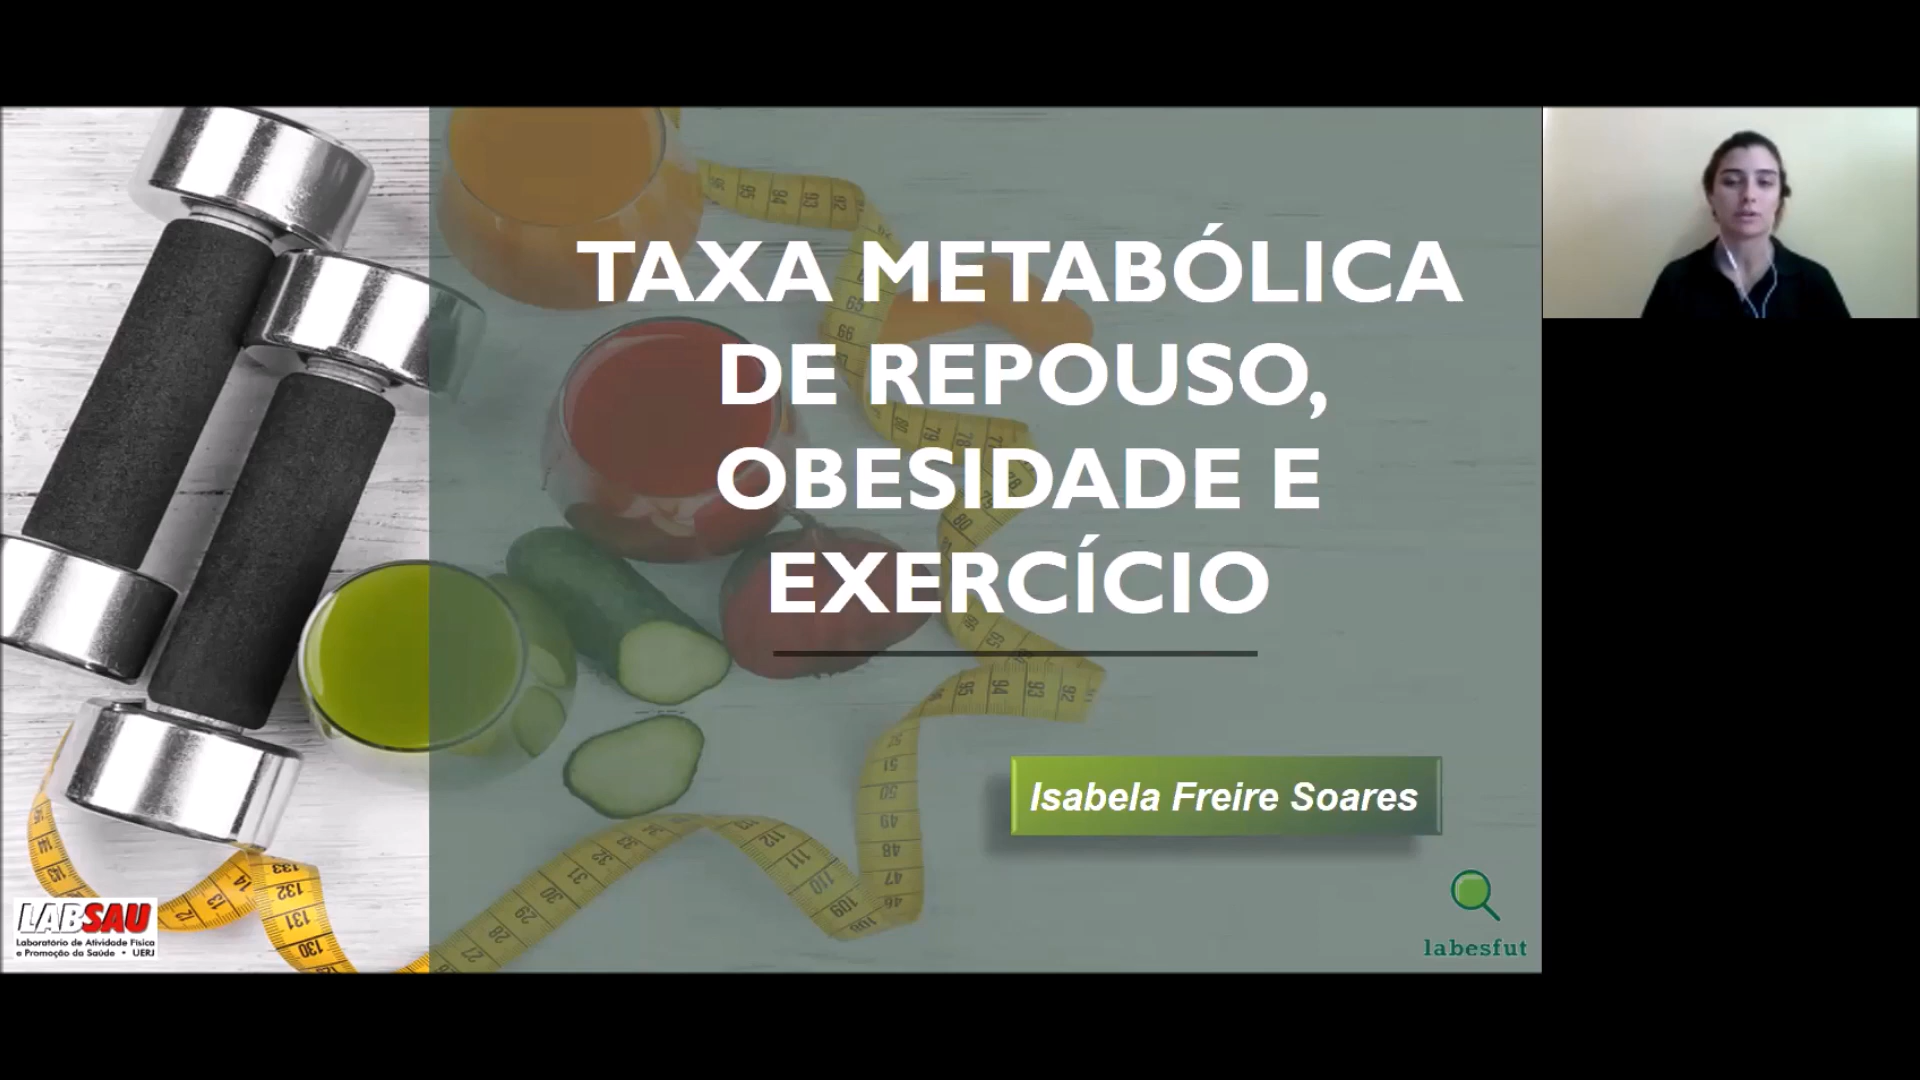 TAXA METABÓLICA
DE REPOUSO,
OBESIDADE E
EXERCÍCIO
Isabela Freire Soares
LABSAU
Laboratório de Atividade Física
e Promoção da Saúde • UERJ
labesfut